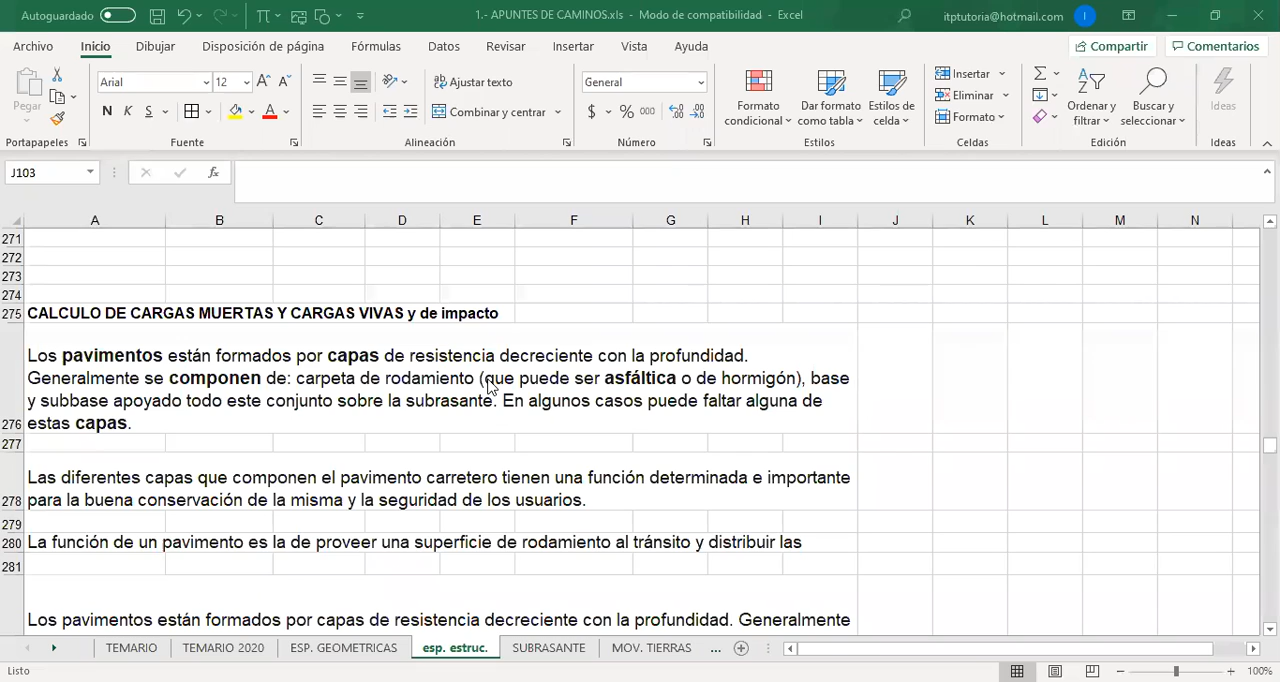 Autoguardado
1.- APUNTES DE CAMINOS.xls - Modo de compatibilidad - Excel
itptutoria@hotmail.com
I
Archivo Inicio Dibujar Disposición de página Fórmulas Datos Revisar Insertar Vista Ayuda
Compartir Comentarios
Pegar
Arial 12
N K S
Ajustar texto
Combinar y centrar
General
$ % 000
Formato condicional
Dar formato como tabla
Estilos de celda
Insertar
Eliminar
Formato
Ordenar y filtrar
Buscar y seleccionar
Ideas
Portapapeles Fuente Alineación Número Estilos Celdas Edición Ideas
J103 fx
A B C D E F G H I J K L M N
271
272
273
274
275 CALCULO DE CARGAS MUERTAS Y CARGAS VIVAS y de impacto
Los pavimentos están formados por capas de resistencia decreciente con la profundidad.
Generalmente se componen de: carpeta de rodamiento (que puede ser asfáltica o de hormigón), base
y subbase apoyado todo este conjunto sobre la subrasante. En algunos casos puede faltar alguna de
276 estas capas.
277
Las diferentes capas que componen el pavimento carretero tienen una función determinada e importante
278 para la buena conservación de la misma y la seguridad de los usuarios.
279
280 La función de un pavimento es la de proveer una superficie de rodamiento al tránsito y distribuir las
281
Los pavimentos están formados por capas de resistencia decreciente con la profundidad. Generalmente
TEMARIO TEMARIO 2020 ESP. GEOMETRICAS esp. estruc. SUBRASANTE MOV. TIERRAS ...
Listo
100%